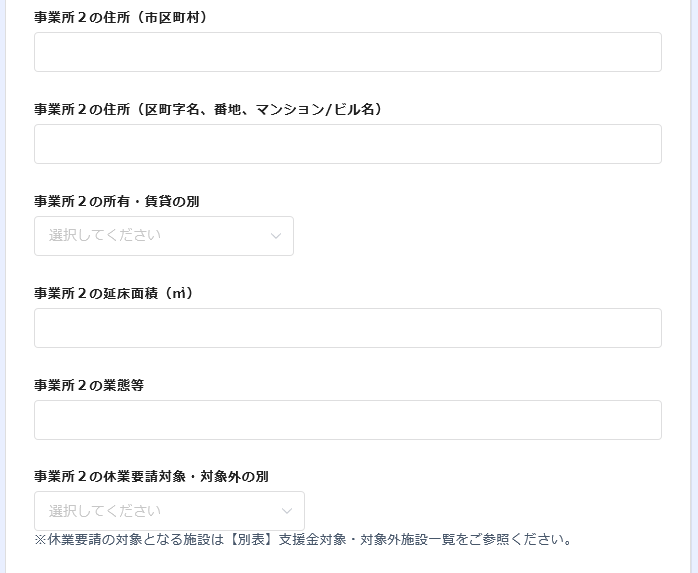 事業所２の住所（市区町村）
事業所２の住所（区町字名、番地、マンション/ビル名）
事業所２の所有・賃貸の別
選択してください
事業所２の延床面積（㎡）
事業所２の業態等
事業所２の休業要請対象・対象外の別
選択してください
※休業要請の対象となる施設は【別表】支援金対象・対象外施設一覧をご参照ください。